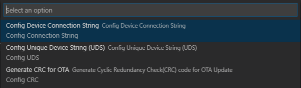 Select an option
Config Device Connection String Config Device Connection String
Config Connection String
Config Unique Device String (UDS) Config Unique Device String (UDS)
Config UDS
Generate CRC for OTA Generate Cyclic Redundancy Check(CRC) code for OTA Update
Config CRC